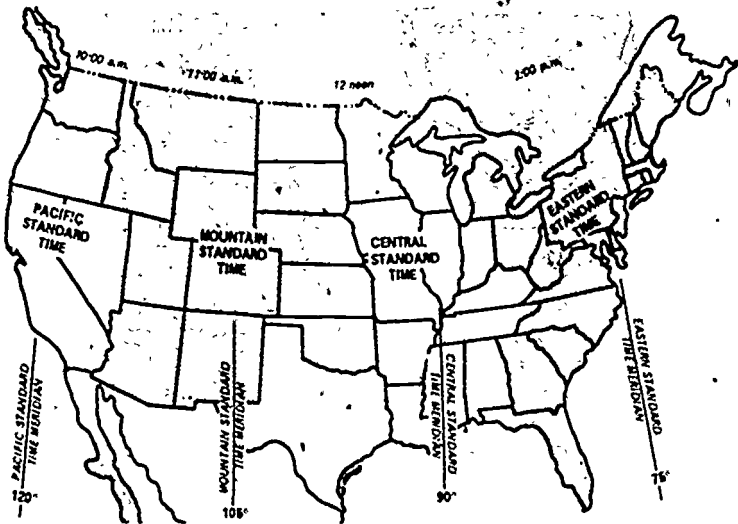 10:00 a.m.
11:00 a.m.
12 noon
1:00 p.m.
PACIFIC
STANDARD
TIME
MOUNTAIN
STANDARD
TIME
CENTRAL
STANDARD
TIME
EASTERN
STANDARD
TIME
PACIFIC STANDARD
TIME MERIDIAN
120°
MOUNTAIN STANDARD
TIME MERIDIAN
105°
CENTRAL STANDARD
TIME MERIDIAN
90°
EASTERN STANDARD
TIME MERIDIAN
75°